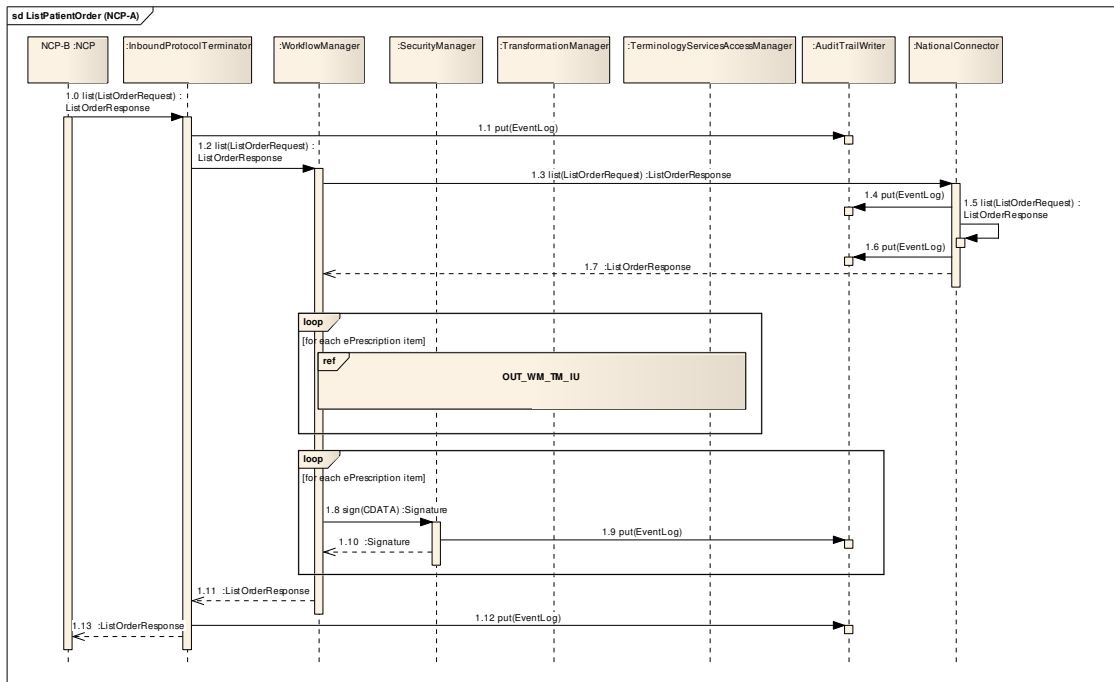 sd ListPatientOrder (NCP-A)
NCP-B :NCP
:InboundProtocolTerminator
:WorkflowManager
:SecurityManager
:TransformationManager
:TerminologyServicesAccessManager
:AuditTrailWriter
:NationalConnector
1.0 list(ListOrderRequest) :
ListOrderResponse
1.1 put(EventLog)
1.2 list(ListOrderRequest) :
ListOrderResponse
1.3 list(ListOrderRequest) :ListOrderResponse
1.4 put(EventLog)
1.5 list(ListOrderRequest) :
ListOrderResponse
1.6 put(EventLog)
1.7 :ListOrderResponse
loop
[for each ePrescription item]
ref
OUT_WM_TM_IU
loop
[for each ePrescription item]
1.8 sign(CDATA) :Signature
1.9 put(EventLog)
1.10 :Signature
1.11 :ListOrderResponse
1.12 put(EventLog)
1.13 :ListOrderResponse